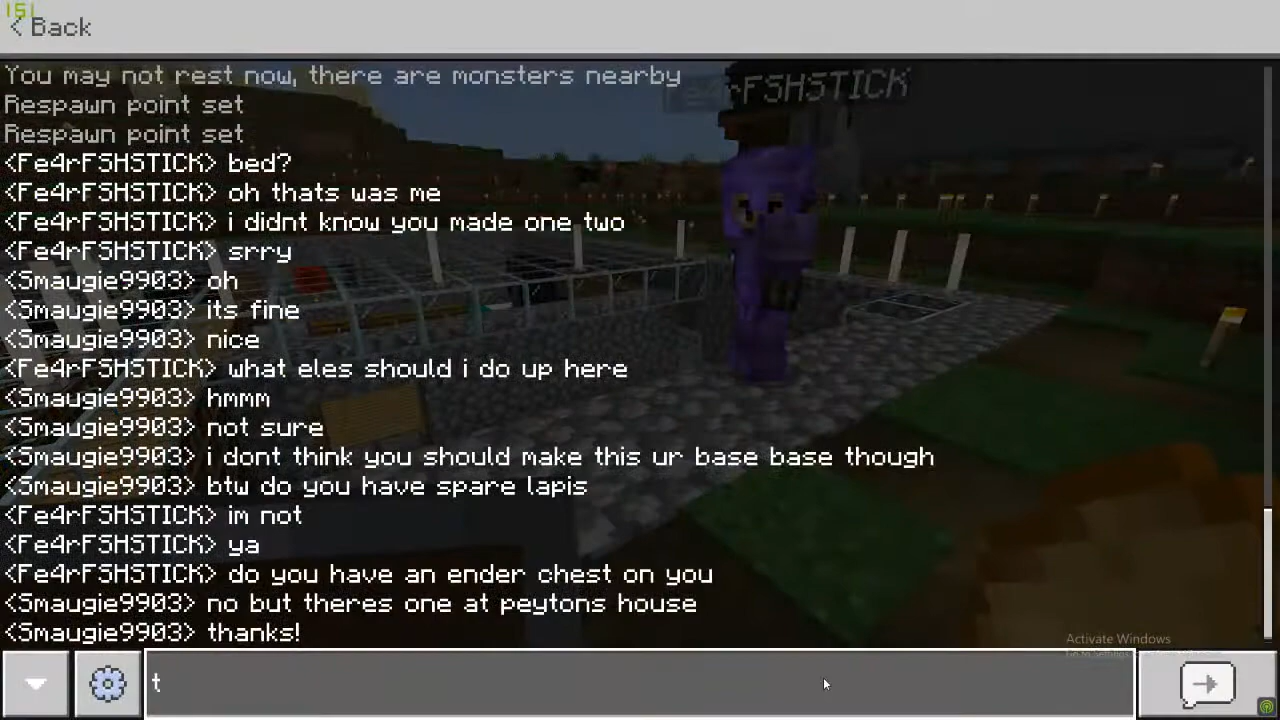 151
< Back
You may not rest now, there are monsters nearby
Respawn point set
Respawn point set
<Fe4rFSHSTICK> bed?
<Fe4rFSHSTICK> oh thats was me
<Fe4rFSHSTICK> i didnt know you made one two
<Fe4rFSHSTICK> srry
<Smaugie9903> oh
<Smaugie9903> its fine
<Smaugie9903> nice
<Fe4rFSHSTICK> what eles should i do up here
<Smaugie9903> hmmm
<Smaugie9903> not sure
<Smaugie9903> i dont think you should make this ur base base though
<Smaugie9903> btw do you have spare lapis
<Fe4rFSHSTICK> im not
<Fe4rFSHSTICK> ya
<Fe4rFSHSTICK> do you have an ender chest on you
<Smaugie9903> no but theres one at peytons house
<Smaugie9903> thanks!
t
Fe4rFSHSTICK
Activate Windows
Go to Settings